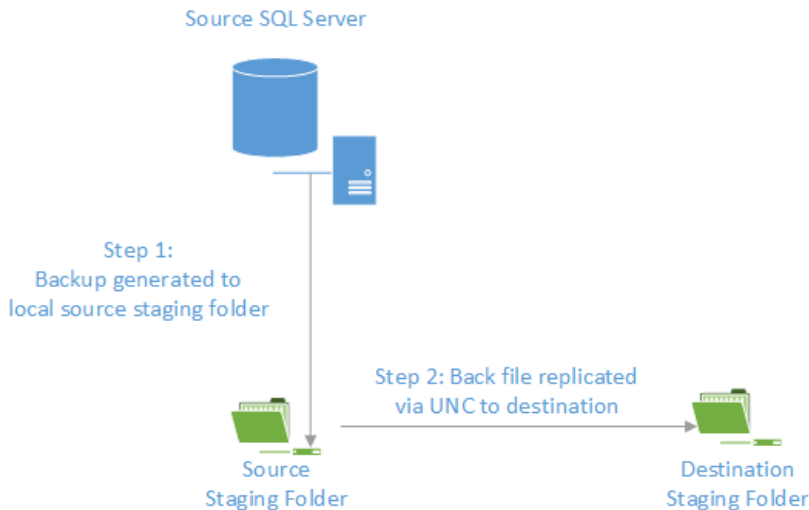 Source SQL Server
Step 1:
Backup generated to
local source staging folder
Step 2: Back file replicated
via UNC to destination
Source
Staging Folder
Destination
Staging Folder